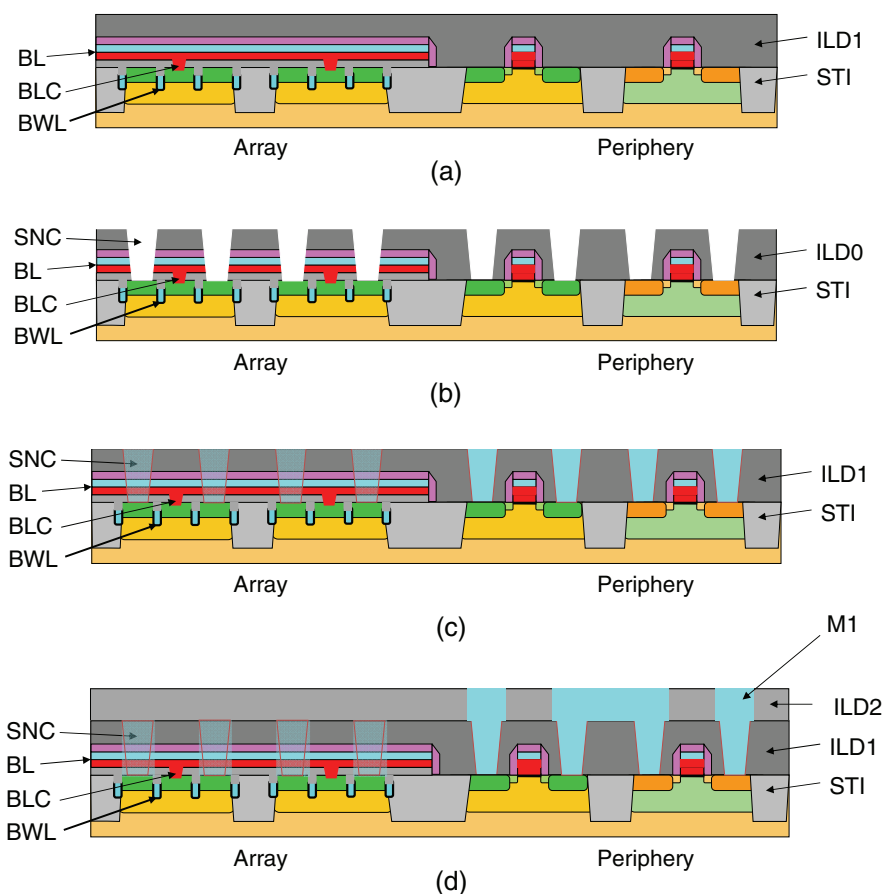 BL
BLC
BWL
ILD1
STI
Array
Periphery
(a)
SNC
BL
BLC
BWL
ILD0
STI
Array
Periphery
(b)
SNC
BL
BLC
BWL
ILD1
STI
Array
Periphery
(c)
M1
SNC
BL
BLC
BWL
ILD2
ILD1
STI
Array
Periphery
(d)